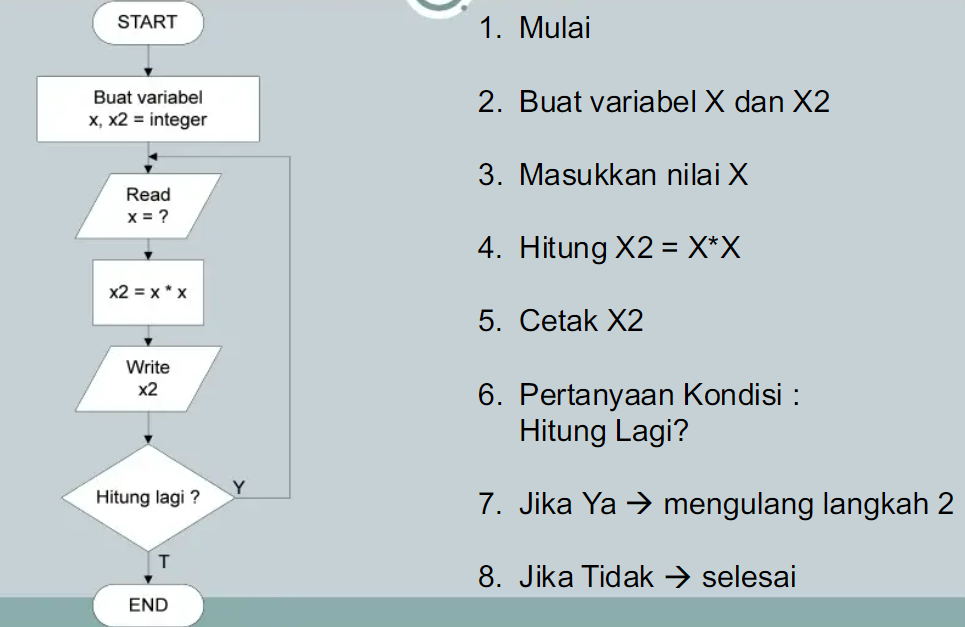 START
Buat variabel
x, x2 = integer
Read
x = ?
x2 = x * x
Write
x2
Hitung lagi ?
Y
T
END
1. Mulai
2. Buat variabel X dan X2
3. Masukkan nilai X
4. Hitung X2 = X*X
5. Cetak X2
6. Pertanyaan Kondisi :
Hitung Lagi?
7. Jika Ya → mengulang langkah 2
8. Jika Tidak → selesai